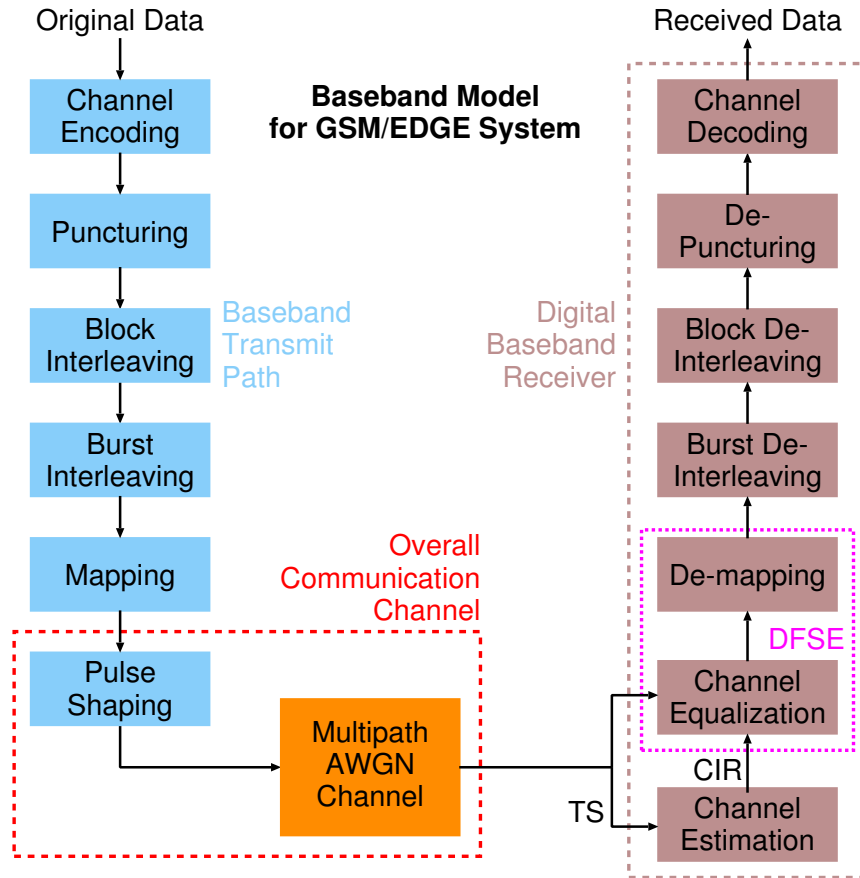 Original Data
Received Data
Baseband Model
for GSM/EDGE System
Channel
Encoding
Puncturing
Block
Interleaving
Burst
Interleaving
Mapping
Pulse
Shaping
Baseband
Transmit
Path
Overall
Communication
Channel
Multipath
AWGN
Channel
Digital
Baseband
Receiver
Channel
Decoding
De-
Puncturing
Block De-
Interleaving
Burst De-
Interleaving
De-mapping
DFSE
Channel
Equalization
CIR
TS
Channel
Estimation